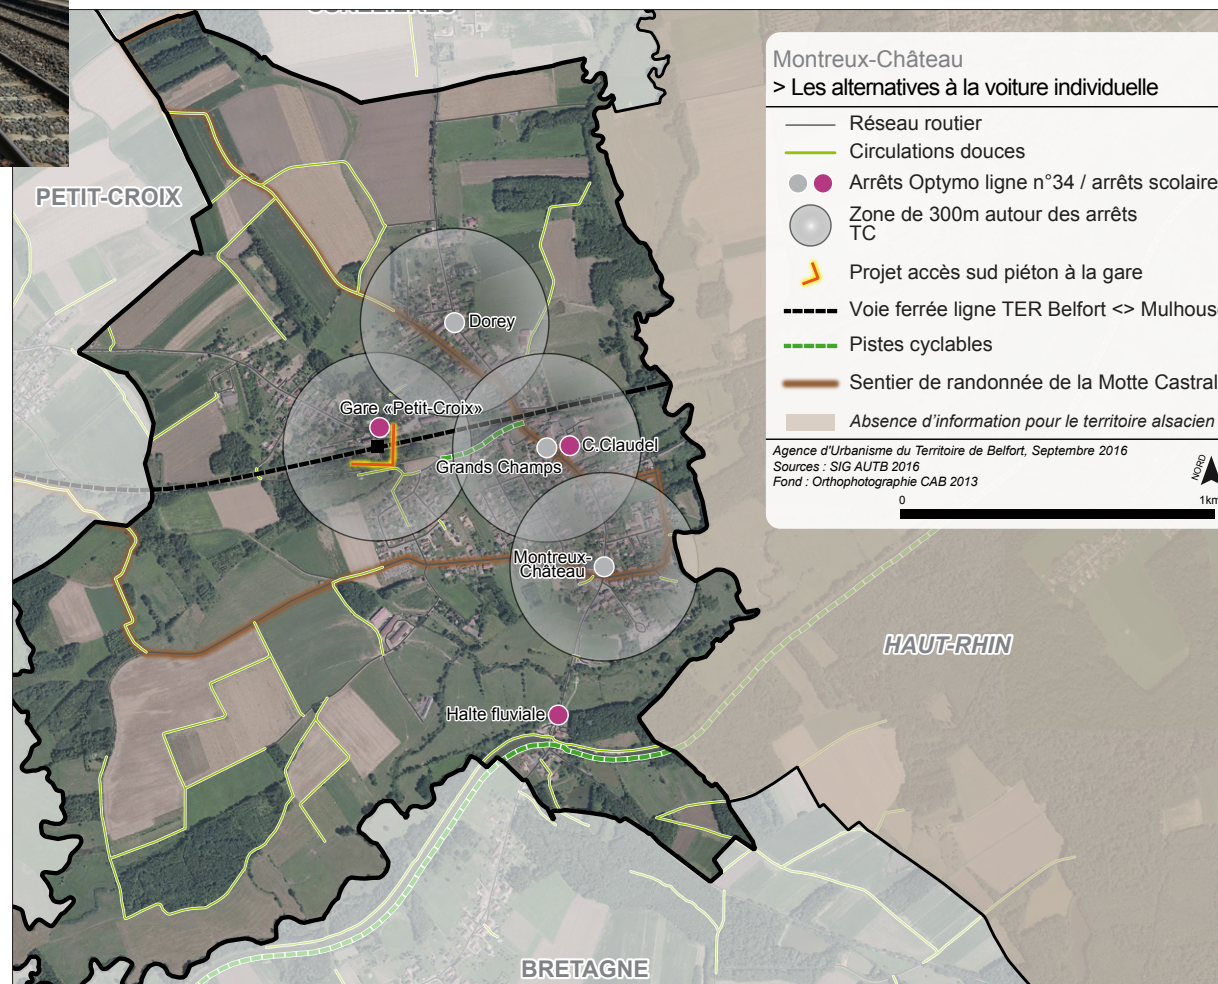 Montreux-Château
> Les alternatives à la voiture individuelle
Réseau routier
Circulations douces
Arrêts Optymo ligne n°34 / arrêts scolaire
Zone de 300m autour des arrêts
TC
Projet accès sud piéton à la gare
Voie ferrée ligne TER Belfort <> Mulhous
Pistes cyclables
Sentier de randonnée de la Motte Castral
Absence d'information pour le territoire alsacien
Agence d'Urbanisme du Territoire de Belfort, Septembre 2016
Sources : SIG AUTB 2016
Fond : Orthophotographie CAB 2013
NORD
0 1km
PETIT-CROIX
Dorey
Gare «Petit-Croix»
C.Claudel
Grands Champs
Montreux-
Château
HAUT-RHIN
Halte fluviale
BRETAGNE